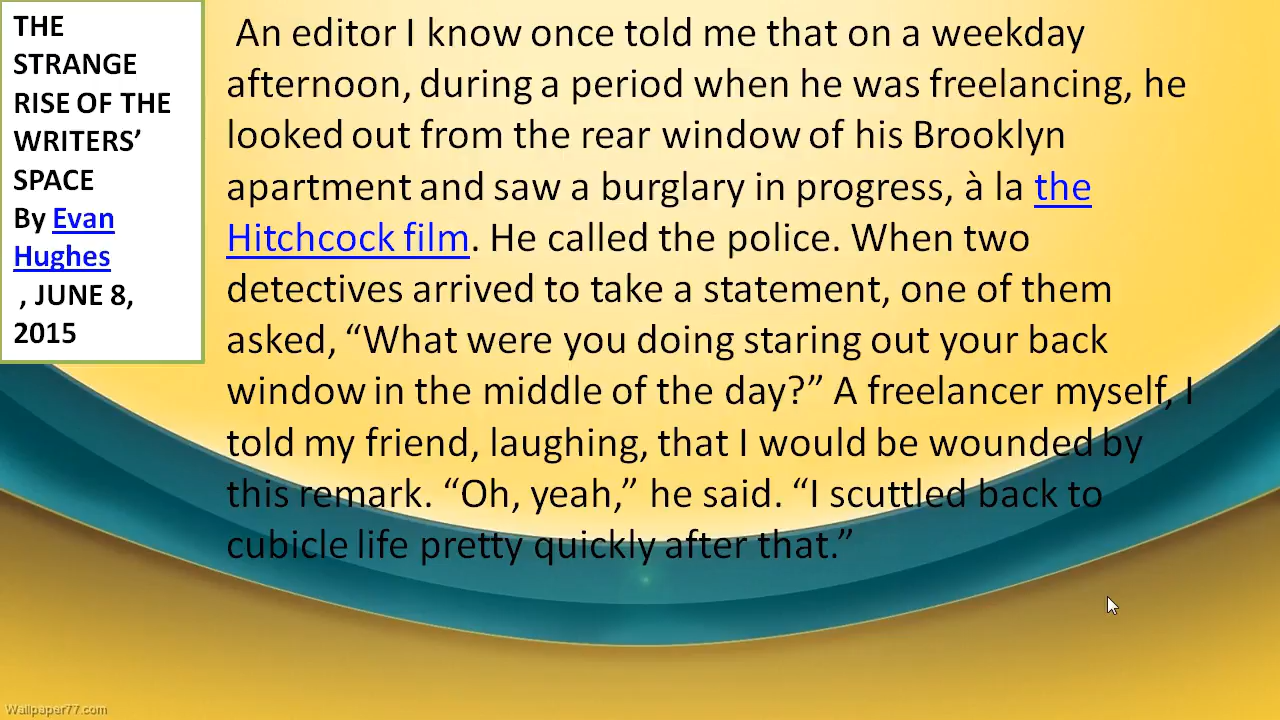 THE
STRANGE
RISE OF THE
WRITERS’
SPACE
By Evan
Hughes
, JUNE 8,
2015
An editor I know once told me that on a weekday
afternoon, during a period when he was freelancing, he
looked out from the rear window of his Brooklyn
apartment and saw a burglary in progress, à la the
Hitchcock film. He called the police. When two
detectives arrived to take a statement, one of them
asked, “What were you doing staring out your back
window in the middle of the day?” A freelancer myself, I
told my friend, laughing, that I would be wounded by
this remark. “Oh, yeah,” he said. “I scuttled back to
cubicle life pretty quickly after that.”
Wallpaper77.com